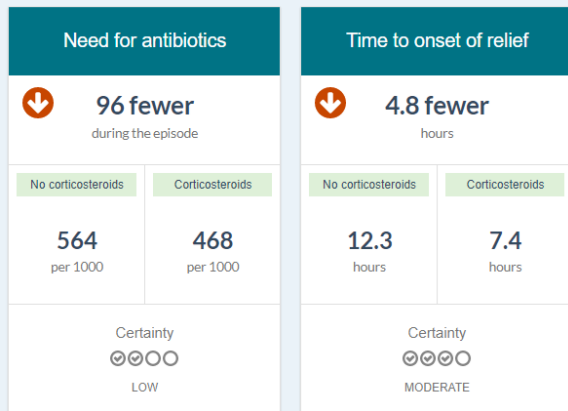 Need for antibiotics
96 fewer
during the episode
No corticosteroids
Corticosteroids
564
468
per 1000
per 1000
Certainty
LOW
Time to onset of relief
4.8 fewer
hours
No corticosteroids
Corticosteroids
12.3
7.4
hours
hours
Certainty
MODERATE